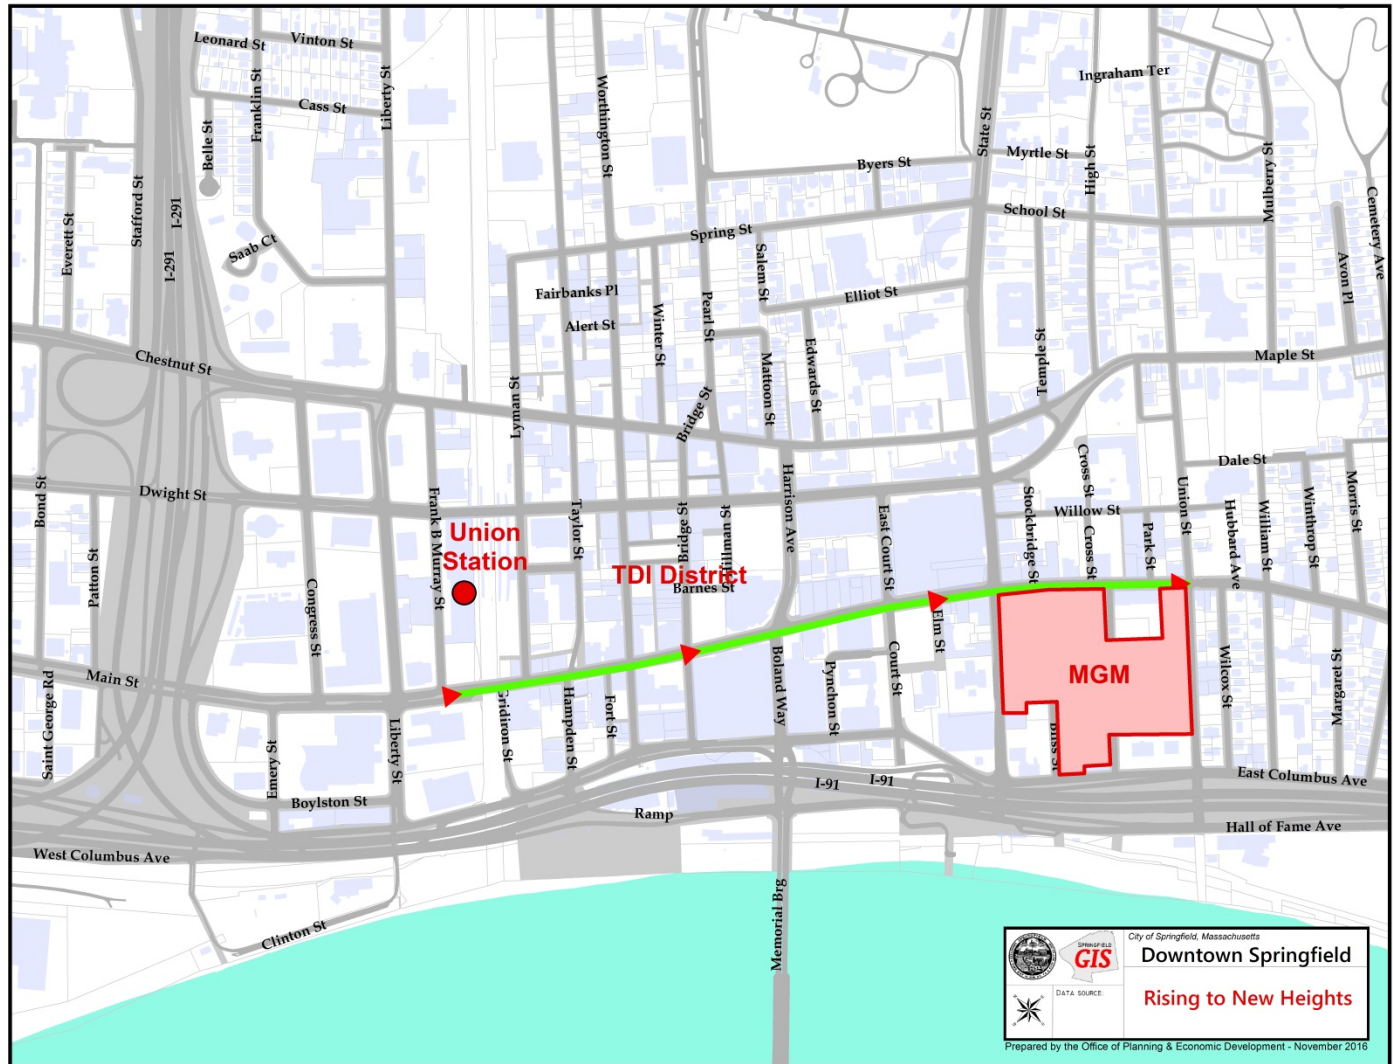 Leonard St
Vinton St
Franklin St
Cass St
Liberty St
Belle St
Worthington St
State St
Ingraham Ter
Byers St
Myrtle St
High St
Mulberry St
Stafford St
I-291
I-291
Everett St
Saab Ct
Spring St
Salem St
School St
Cemetery Ave
Avon Pl
Fairbanks Pl
Alert St
Winter St
Pearl St
Elliot St
Chestnut St
Lyman St
Mattoon St
Edwards St
Temple St
Maple St
Bridge St
Bond St
Dwight St
Patton St
Frank B Murray St
Union
Station
Taylor St
TDI District
Bridge St
Hillman St
Barnes St
Harrison Ave
East Court St
Stockbridge St
Cross St
Willow St
Cross St
Park St
Union St
Dale St
Hubbard Ave
William St
Winthrop St
Morris St
Congress St
Main St
Saint George Rd
Emery St
Liberty St
Boylston St
Gridiron St
Hampden St
Fort St
Boland Way
Pynchon St
Court St
Elm St
MGM
Bliss St
Wilcox St
Margaret St
I-91
I-91
East Columbus Ave
Ramp
Hall of Fame Ave
West Columbus Ave
Clinton St
Memorial Brg
City of Springfield, Massachusetts
SPRINGFIELD
GIS
Downtown Springfield
DATA SOURCE:
Rising to New Heights
Prepared by the Office of Planning & Economic Development - November 2016